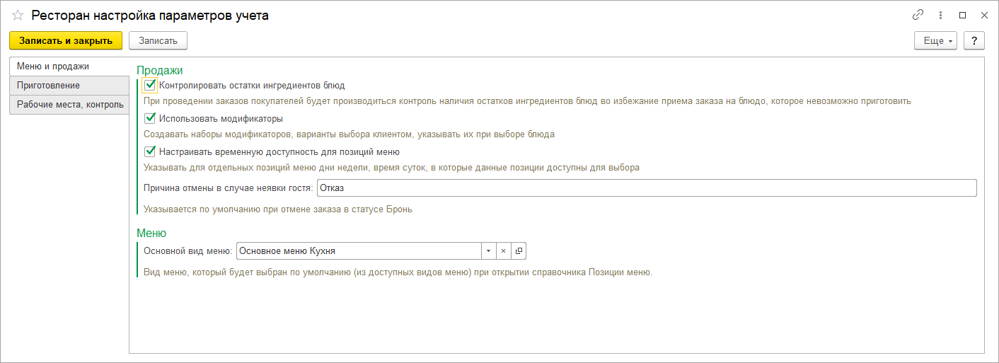 Ресторан настройка параметров учета
Записать и закрыть
Записать
Еще
?
Меню и продажи
Приготовление
Рабочие места, контроль
Продажи
Контролировать остатки ингредиентов блюд
При проведении заказов покупателей будет производиться контроль наличия остатков ингредиентов блюд во избежание приема заказа на блюдо, которое невозможно приготовить
Использовать модификаторы
Создавать наборы модификаторов, варианты выбора клиентом, указывать их при выборе блюда
Настраивать временную доступность для позиций меню
Указывать для отдельных позиций меню дни недели, время суток, в которые данные позиции доступны для выбора
Причина отмены в случае неявки гостя: Отказ
Указывается по умолчанию при отмене заказа в статусе Бронь
Меню
Основной вид меню: Основное меню Кухня
Вид меню, который будет выбран по умолчанию (из доступных видов меню) при открытии справочника Позиции меню.